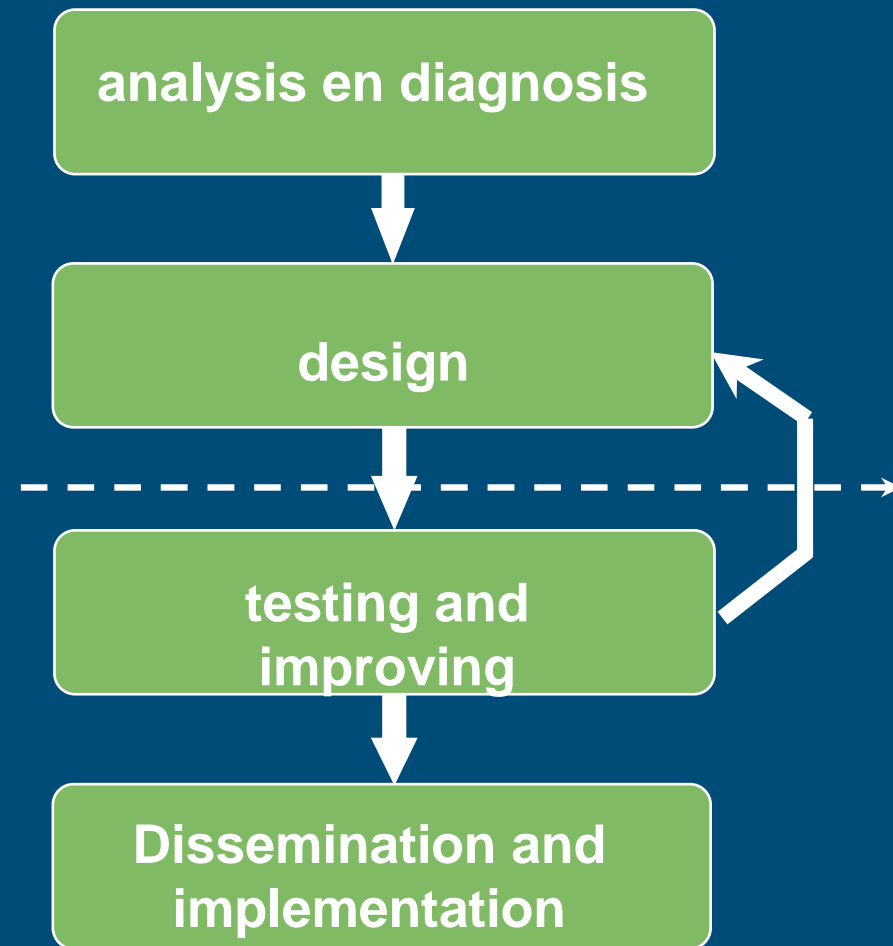 analysis en diagnosis
design
testing and
improving
Dissemination and
implementation